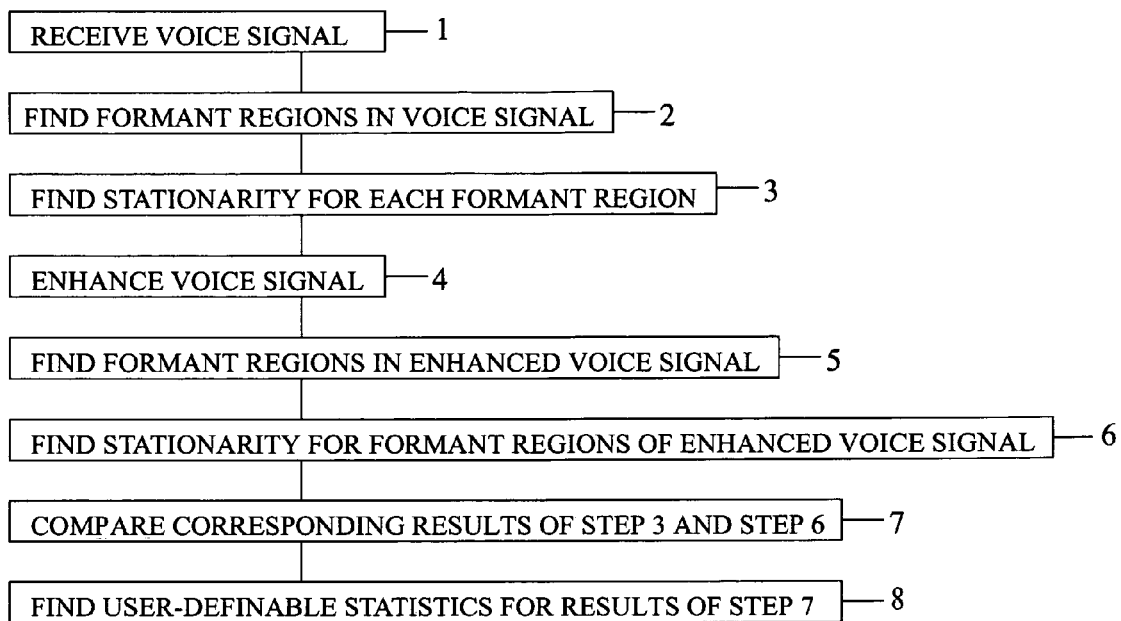 RECEIVE VOICE SIGNAL 1
FIND FORMANT REGIONS IN VOICE SIGNAL 2
FIND STATIONARITY FOR EACH FORMANT REGION 3
ENHANCE VOICE SIGNAL 4
FIND FORMANT REGIONS IN ENHANCED VOICE SIGNAL 5
FIND STATIONARITY FOR FORMANT REGIONS OF ENHANCED VOICE SIGNAL 6
COMPARE CORRESPONDING RESULTS OF STEP 3 AND STEP 6 7
FIND USER-DEFINABLE STATISTICS FOR RESULTS OF STEP 7 8